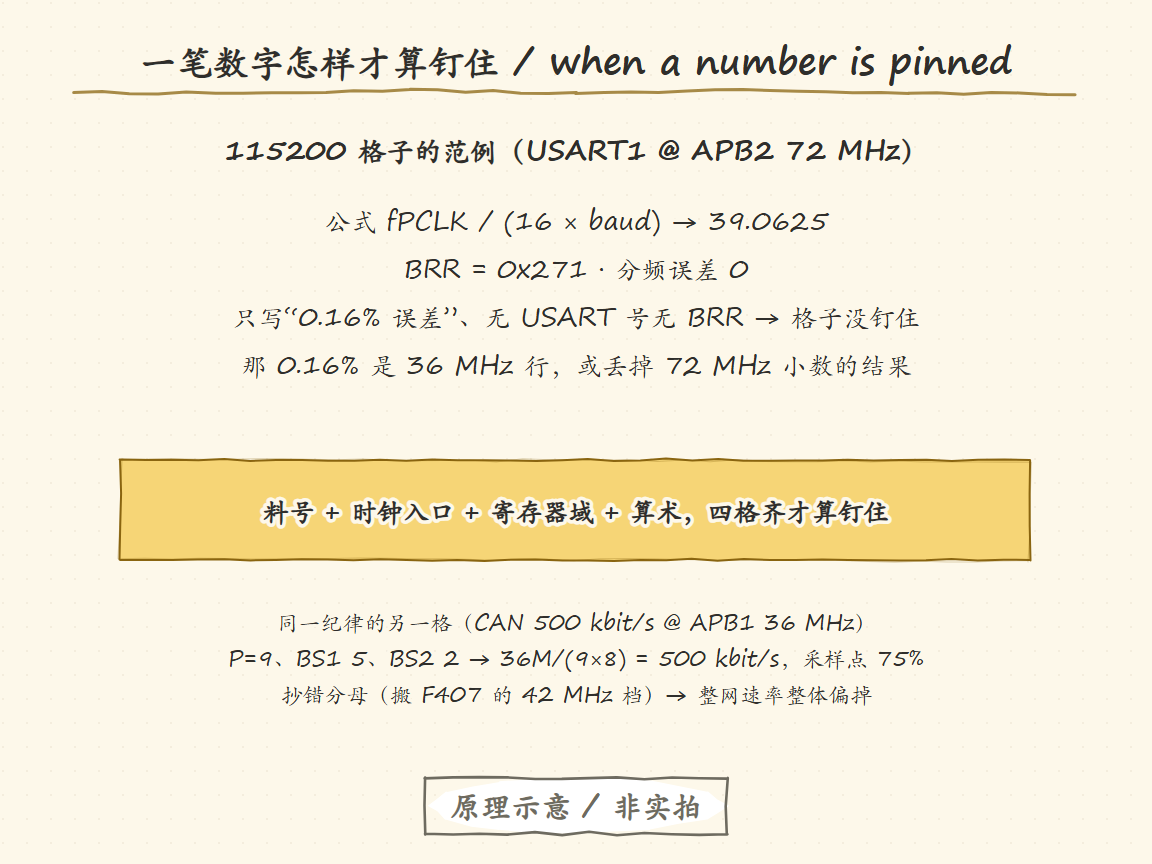 一笔数字怎样才算钉住 / when a number is pinned
115200 格子的范例（USART1 @ APB2 72 MHz）
公式 fPCLK / (16 × baud) → 39.0625
BRR = 0x271 · 分频误差 0
只写“0.16% 误差”、无 USART 号无 BRR → 格子没钉住
那 0.16% 是 36 MHz 行，或丢掉 72 MHz 小数的结果
料号 + 时钟入口 + 寄存器域 + 算术，四格齐才算钉住
同一纪律的另一格（CAN 500 kbit/s @ APB1 36 MHz）
P=9、BS1 5、BS2 2 → 36M/(9×8) = 500 kbit/s，采样点 75%
抄错分母（搬 F407 的 42 MHz 档）→ 整网速率整体偏掉
原理示意 / 非实拍